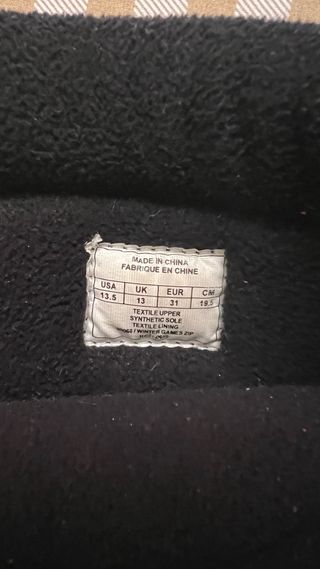 MADE IN CHINA
FABRIQUE EN CHINE
USA UK EUR CM
13.5 13 31 19.5
TEXTILE UPPER
SYNTHETIC SOLE
TEXTILE LINING
/ WINTER GAMES ZIP